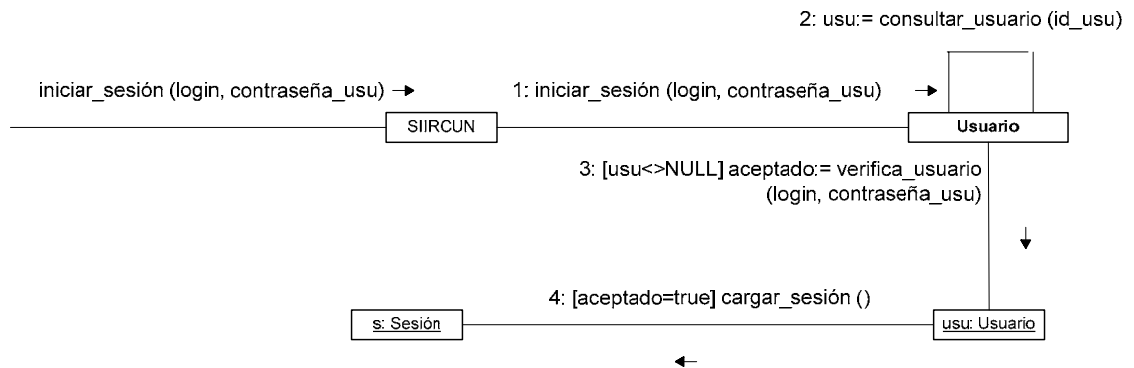 2: usu:= consultar_usuario (id_usu)
iniciar_sesión (login, contraseña_usu)
1: iniciar_sesión (login, contraseña_usu)
SIIRCUN
Usuario
3: [usu<>NULL] aceptado:= verifica_usuario
(login, contraseña_usu)
4: [aceptado=true] cargar_sesión ()
s: Sesión
usu: Usuario